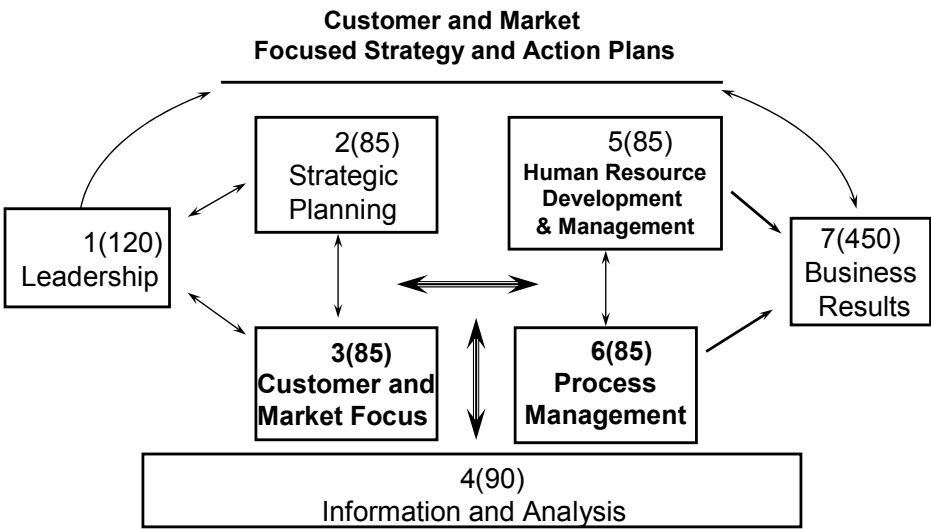 Customer and Market
Focused Strategy and Action Plans
2(85)
Strategic
Planning
5(85)
Human Resource
Development
& Management
1(120)
Leadership
7(450)
Business
Results
3(85)
Customer and
Market Focus
6(85)
Process
Management
4(90)
Information and Analysis